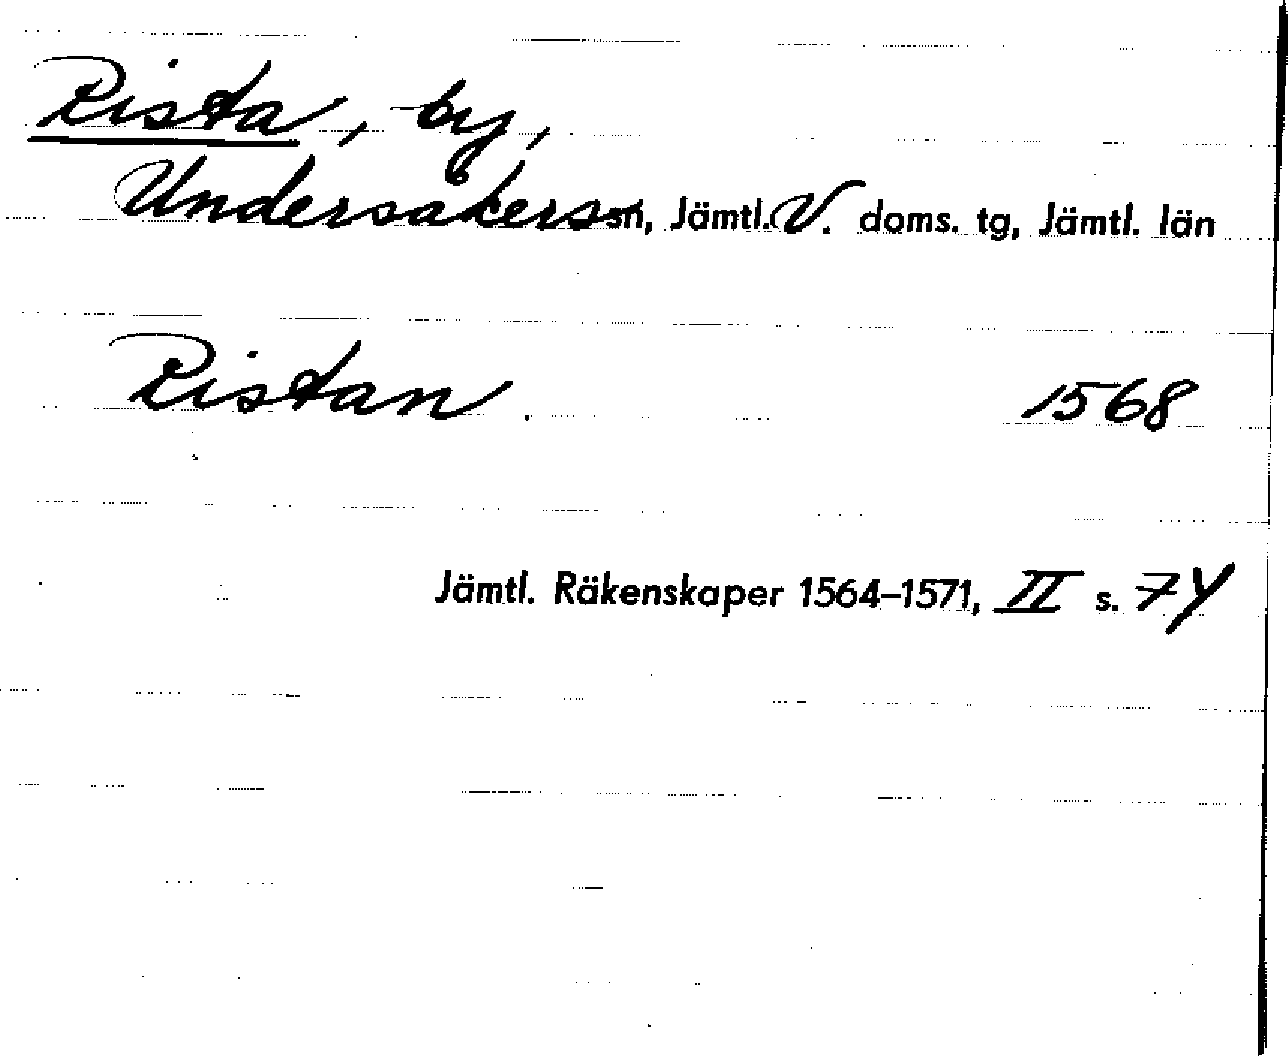 Rista, by,
Undersåkers sn, Jämtl. V. doms. tg, Jämtl. län
Ristan. 1568
Jämtl. Räkenskaper 1564–1571, II s. 74